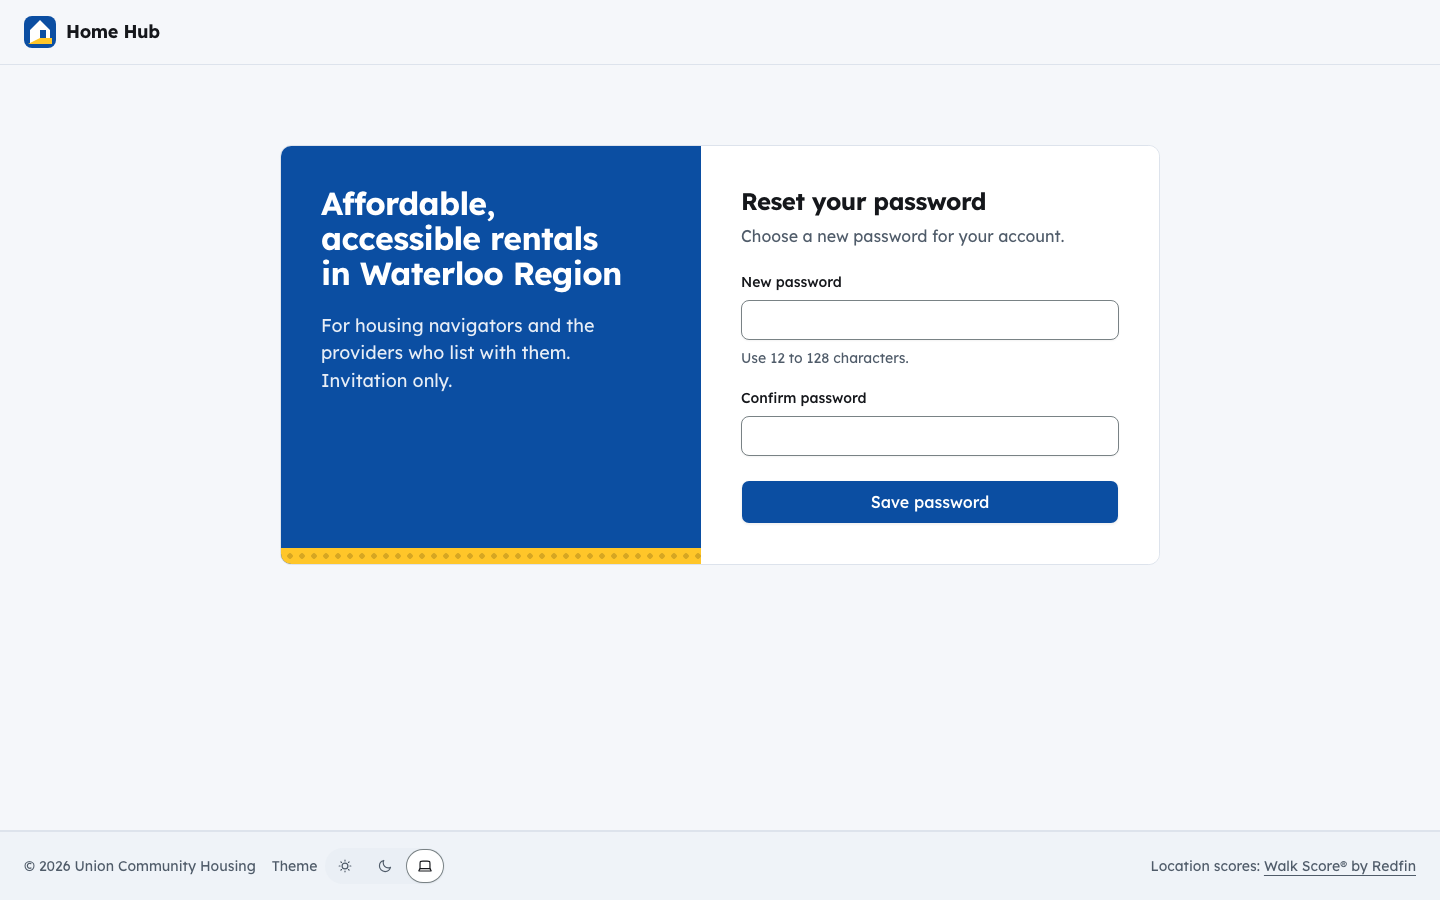 Home Hub
Affordable,
accessible rentals
in Waterloo Region
For housing navigators and the
providers who list with them.
Invitation only.
Reset your password
Choose a new password for your account.
New password
Use 12 to 128 characters.
Confirm password
Save password
© 2026 Union Community Housing
Theme
Location scores: Walk Score® by Redfin